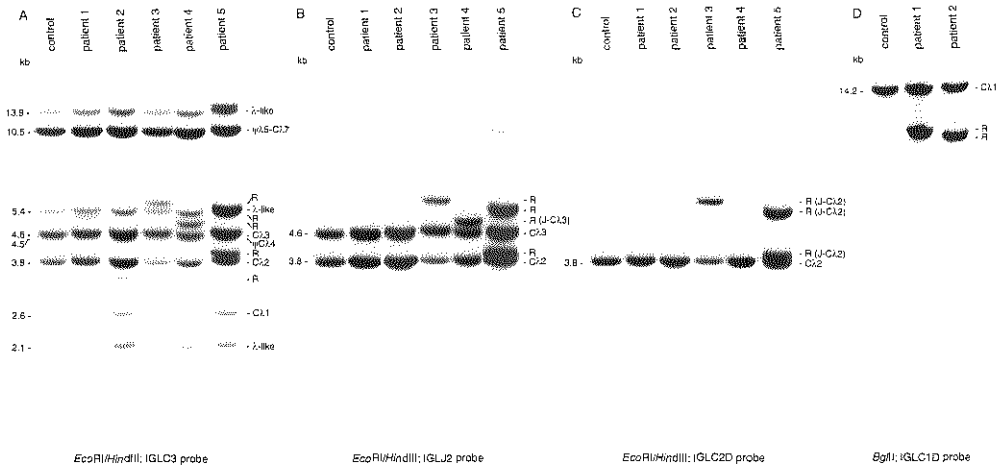 A
control
patient 1
patient 2
patient 3
patient 4
patient 5
kb
13.9 -
10.5 -
5.4 -
4.6 -
4.5
3.8 -
2.6 -
2.1 -
- λ-like
- ψλ5-Cλ7
R
- λ-like
R
R
- Cλ3
ψCλ4
- R
- Cλ2
- R
- Cλ1
- λ-like
EcoRI/HindIII; IGLC3 probe
B
control
patient 1
patient 2
patient 3
patient 4
patient 5
kb
4.6 -
3.8 -
- R
- R
- R (J-Cλ3)
- Cλ3
- R
- Cλ2
EcoRI/HindIII; IGLJ2 probe
C
control
patient 1
patient 2
patient 3
patient 4
patient 5
kb
3.8 -
- R (J-Cλ2)
- R (J-Cλ2)
- R (J-Cλ2)
- Cλ2
EcoRI/HindIII; IGLC2D probe
D
control
patient 1
patient 2
kb
14.2 -
- Cλ1
- R
- R
BglII; IGLC1D probe